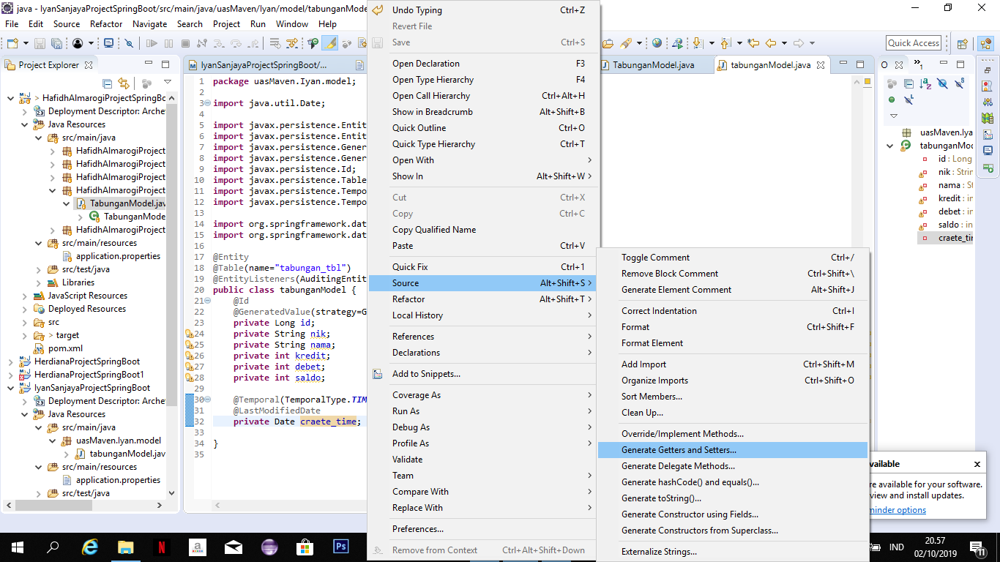 java - IyanSanjayaProjectSpringBoot/src/main/java/uasMaven/Iyan/model/tabunganMode
File Edit Source Refactor Navigate Search Project Run Window Help
Quick Access
Project Explorer
> HafidhAlmarogiProjectSpringBo
Deployment Descriptor: Arche
Java Resources
src/main/java
HafidhAlmarogiProject
HafidhAlmarogiProject
HafidhAlmarogiProject
HafidhAlmarogiProject
TabunganModel.jav
TabunganMode
HafidhAlmarogiProject
src/main/resources
application.properties
src/test/java
Libraries
JavaScript Resources
Deployed Resources
src
> target
pom.xml
HerdianaProjectSpringBoot
HerdianaProjectSpringBoot1
IyanSanjayaProjectSpringBoot
Deployment Descriptor: Arche
Java Resources
src/main/java
uasMaven.Iyan.model
tabunganModel.jav
src/main/resources
application.properties
src/test/java
IyanSanjayaProjectSpringBoot/...
TabunganModel.java
tabunganModel.java
1 package uasMaven.Iyan.model;
2
3 import java.util.Date;
4
5 import javax.persistence.Entit
6 import javax.persistence.Entit
7 import javax.persistence.Gener
8 import javax.persistence.Gener
9 import javax.persistence.Id;
10 import javax.persistence.Table
11 import javax.persistence.Tempo
12 import javax.persistence.Tempo
13
14 import org.springframework.dat
15 import org.springframework.dat
16
17 @Entity
18 @Table(name="tabungan_tbl")
19 @EntityListeners(AuditingEntit
20 public class tabunganModel {
21 @Id
22 @GeneratedValue(strategy=G
23 private Long id;
24 private String nik;
25 private String nama;
26 private int kredit;
27 private int debet;
28 private int saldo;
29
30 @Temporal(TemporalType.TIM
31 @LastModifiedDate
32 private Date craete_time;
33
34 }
35
Undo Typing Ctrl+Z
Revert File
Save Ctrl+S
Open Declaration F3
Open Type Hierarchy F4
Open Call Hierarchy Ctrl+Alt+H
Show in Breadcrumb Alt+Shift+B
Quick Outline Ctrl+O
Quick Type Hierarchy Ctrl+T
Open With
Show In Alt+Shift+W
Cut Ctrl+X
Copy Ctrl+C
Copy Qualified Name
Paste Ctrl+V
Quick Fix Ctrl+1
Source Alt+Shift+S
Refactor Alt+Shift+T
Local History
References
Declarations
Add to Snippets...
Coverage As
Run As
Debug As
Profile As
Validate
Team
Compare With
Replace With
Preferences...
Remove from Context Ctrl+Alt+Shift+Down
Toggle Comment Ctrl+/
Remove Block Comment Ctrl+Shift+\
Generate Element Comment Alt+Shift+J
Correct Indentation Ctrl+I
Format Ctrl+Shift+F
Format Element
Add Import Ctrl+Shift+M
Organize Imports Ctrl+Shift+O
Sort Members...
Clean Up...
Override/Implement Methods...
Generate Getters and Setters...
Generate Delegate Methods...
Generate hashCode() and equals()...
Generate toString()...
Generate Constructor using Fields...
Generate Constructors from Superclass...
Externalize Strings...
O
1
uasMaven.Iya
tabunganMod
id : Long
nik : Strin
nama : St
kredit : in
debet : in
saldo : in
craete_tim
vailable
re available for your software.
view and install updates.
minder options
N
a
Ps
IND
20.57
02/10/2019
11